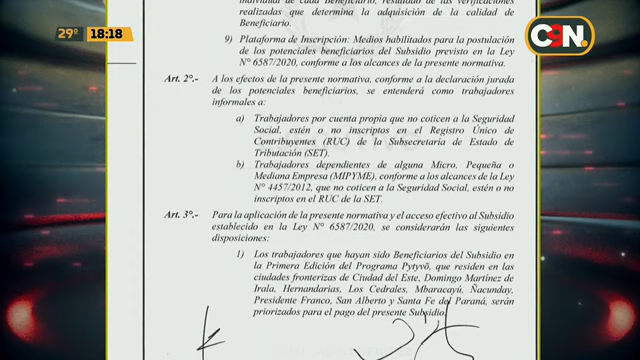 29º 18:18
C9N.
individual de cada Beneficiario, resultado de las verificaciones
realizadas que determina la adquisición de la calidad de
Beneficiario.
9) Plataforma de Inscripción: Medios habilitados para la postulación
de los potenciales beneficiarios del Subsidio previsto en la Ley
N° 6587/2020, conforme a los alcances de la presente normativa.
Art. 2°.- A los efectos de la presente normativa, conforme a la declaración jurada
de los potenciales beneficiarios, se entenderá como trabajadores
informales a:
a) Trabajadores por cuenta propia que no coticen a la Seguridad
Social, estén o no inscriptos en el Registro Único de
Contribuyentes (RUC) de la Subsecretaría de Estado de
Tributación (SET).
b) Trabajadores dependientes de alguna Micro, Pequeña o
Mediana Empresa (MIPYME), conforme a los alcances de la Ley
N° 4457/2012, que no coticen a la Seguridad Social, estén o no
inscriptos en el RUC de la SET.
Art. 3°.- Para la aplicación de la presente normativa y el acceso efectivo al Subsidio
establecido en la Ley N° 6587/2020, se considerarán las siguientes
disposiciones:
1) Los trabajadores que hayan sido Beneficiarios del Subsidio en
la Primera Edición del Programa Pytyvõ, que residen en las
ciudades fronterizas de Ciudad del Este, Domingo Martínez de
Irala, Hernandarias, Los Cedrales, Mbaracayú, Ñacunday,
Presidente Franco, San Alberto y Santa Fe del Paraná, serán
priorizados para el pago del presente Subsidio.